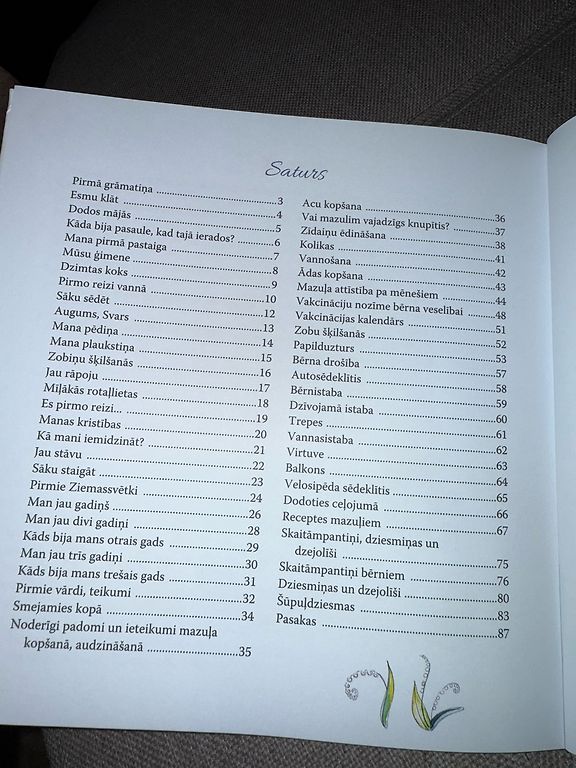 Saturs
Pirmā grāmatiņa ........ 3
Esmu klāt ........ 4
Dodos mājās ........ 5
Kāda bija pasaule, kad tajā ierados? ........ 6
Mana pirmā pastaiga ........ 7
Mūsu ģimene ........ 8
Dzimtas koks ........ 9
Pirmo reizi vannā ........ 10
Sāku sēdēt ........ 12
Augums, Svars ........ 13
Mana pēdiņa ........ 14
Mana plaukstiņa ........ 15
Zobiņu šķilšanās ........ 16
Jau rāpoju ........ 17
Mīļākās rotaļlietas ........ 18
Es pirmo reizi... ........ 19
Manas kristības ........ 20
Kā mani iemidzināt? ........ 21
Jau stāvu ........ 22
Sāku staigāt ........ 23
Pirmie Ziemassvētki ........ 24
Man jau gadiņš ........ 26
Man jau divi gadiņi ........ 28
Kāds bija mans otrais gads ........ 29
Man jau trīs gadiņi ........ 30
Kāds bija mans trešais gads ........ 31
Pirmie vārdi, teikumi ........ 32
Smejamies kopā ........ 34
Noderīgi padomi un ieteikumi mazuļa
kopšanā, audzināšanā ........ 35
Acu kopšana ........ 36
Vai mazulim vajadzīgs knupītis? ........ 37
Zīdaiņu ēdināšana ........ 38
Kolikas ........ 41
Vannošana ........ 42
Ādas kopšana ........ 43
Mazuļa attīstība pa mēnešiem ........ 44
Vakcināciju nozīme bērna veselībai ........ 48
Vakcinācijas kalendārs ........ 51
Zobu šķilšanās ........ 52
Papilduzturs ........ 53
Bērna drošība ........ 57
Autosēdeklītis ........ 58
Bērnistaba ........ 59
Dzīvojamā istaba ........ 60
Trepes ........ 61
Vannasistaba ........ 62
Virtuve ........ 63
Balkons ........ 64
Velosipēda sēdeklītis ........ 65
Dodoties ceļojumā ........ 66
Receptes mazuļiem ........ 67
Skaitāmpantiņi, dziesmiņas un
dzejolīši ........ 75
Skaitāmpantiņi bērniem ........ 76
Dziesmiņas un dzejolīši ........ 80
Šūpuļdziesmas ........ 83
Pasakas ........ 87